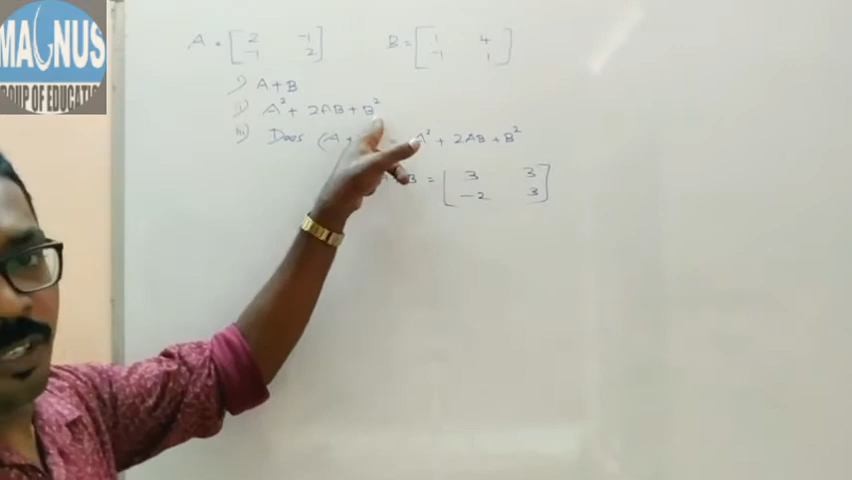 MAGNUS
GROUP OF EDUCATION
A = [ 2 -1      B = [ 1 4
-1 2 ]      -1 1 ]
i) A + B
ii) A² + 2AB + B²
iii) Does (A + = A² + 2AB + B²
B = [ 3 3
-2 3 ]